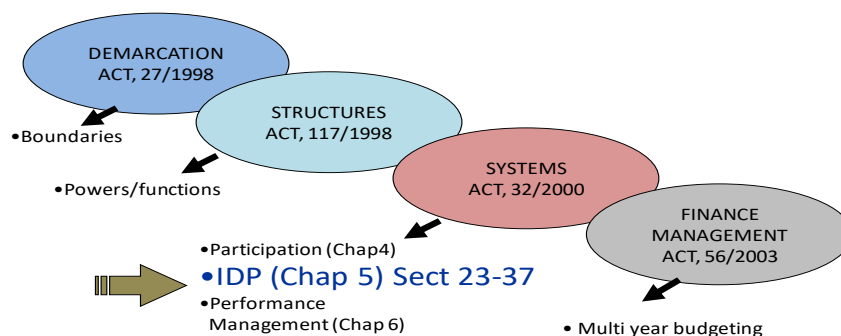 DEMARCATION
ACT, 27/1998
•Boundaries
STRUCTURES
ACT, 117/1998
•Powers/functions
SYSTEMS
ACT, 32/2000
•Participation (Chap4)
•IDP (Chap 5) Sect 23-37
•Performance
Management (Chap 6)
FINANCE
MANAGEMENT
ACT, 56/2003
• Multi year budgeting